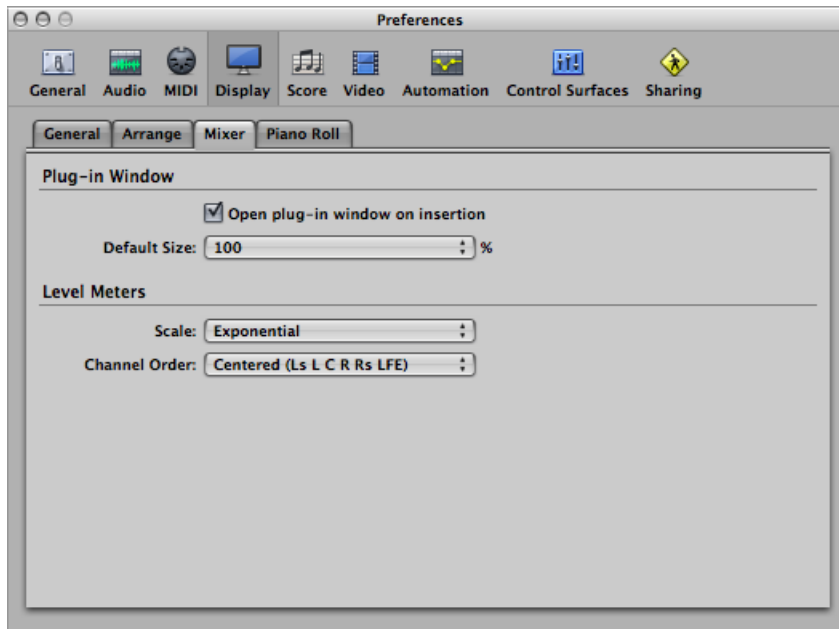 Preferences
General Audio MIDI Display Score Video Automation Control Surfaces Sharing
General Arrange Mixer Piano Roll
Plug-in Window
Open plug-in window on insertion
Default Size: 100 %
Level Meters
Scale: Exponential
Channel Order: Centered (Ls L C R Rs LFE)